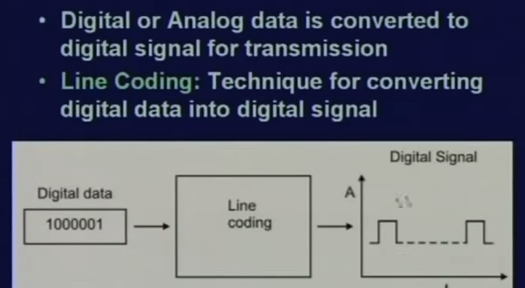 • Digital or Analog data is converted to
digital signal for transmission
• Line Coding: Technique for converting
digital data into digital signal
Digital Signal
Digital data
1000001
Line
coding
A